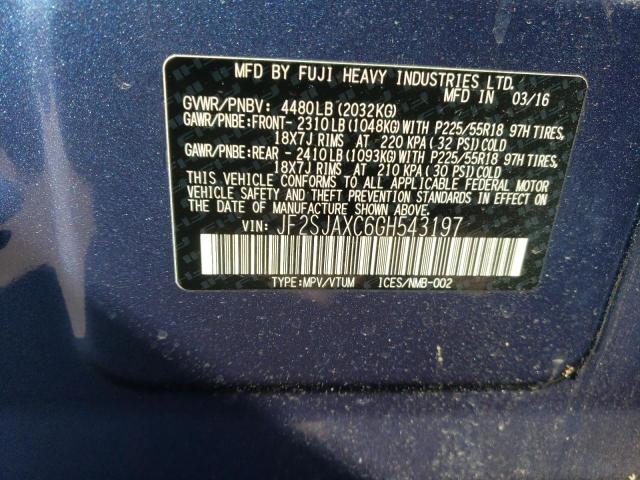 MFD BY FUJI HEAVY INDUSTRIES LTD.
MFD IN 03/16
GVWR/PNBV: 4480LB (2032KG)
GAWR/PNBE:FRONT- 2310LB (1048KG) WITH P225/55R18 97H TIRES,
18X7J RIMS AT 220 KPA (32 PSI) COLD
GAWR/PNBE:REAR - 2410LB (1093KG) WITH P225/55R18 97H TIRES,
18X7J RIMS AT 210 KPA (30 PSI) COLD
THIS VEHICLE CONFORMS TO ALL APPLICABLE FEDERAL MOTOR
VEHICLE SAFETY AND THEFT PREVENTION STANDARDS IN EFFECT
ON THE DATE OF MANUFACTURE SHOWN ABOVE.
VIN: JF2SJAXC6GH543197
TYPE:MPV/VTUM ICES/NMB-002